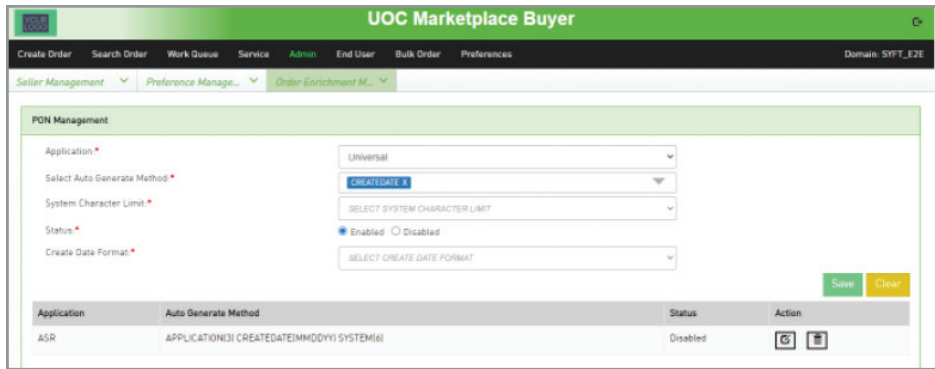 YOUR LOGO
UOC Marketplace Buyer
Create Order Search Order Work Queue Service Admin End User Bulk Order Preferences Domain: SYFT_E2E
Seller Management Preference Manage... Order Enrichment M...
PON Management
Application:*
Universal
Select Auto Generate Method:*
CREATEDATE X
System Character Limit:*
SELECT SYSTEM CHARACTER LIMIT
Status:*
Enabled Disabled
Create Date Format:*
SELECT CREATE DATE FORMAT
Save Clear
Application Auto Generate Method Status Action
ASR APPLICATION(3) CREATEDATE(MMDDYY) SYSTEM(6) Disabled